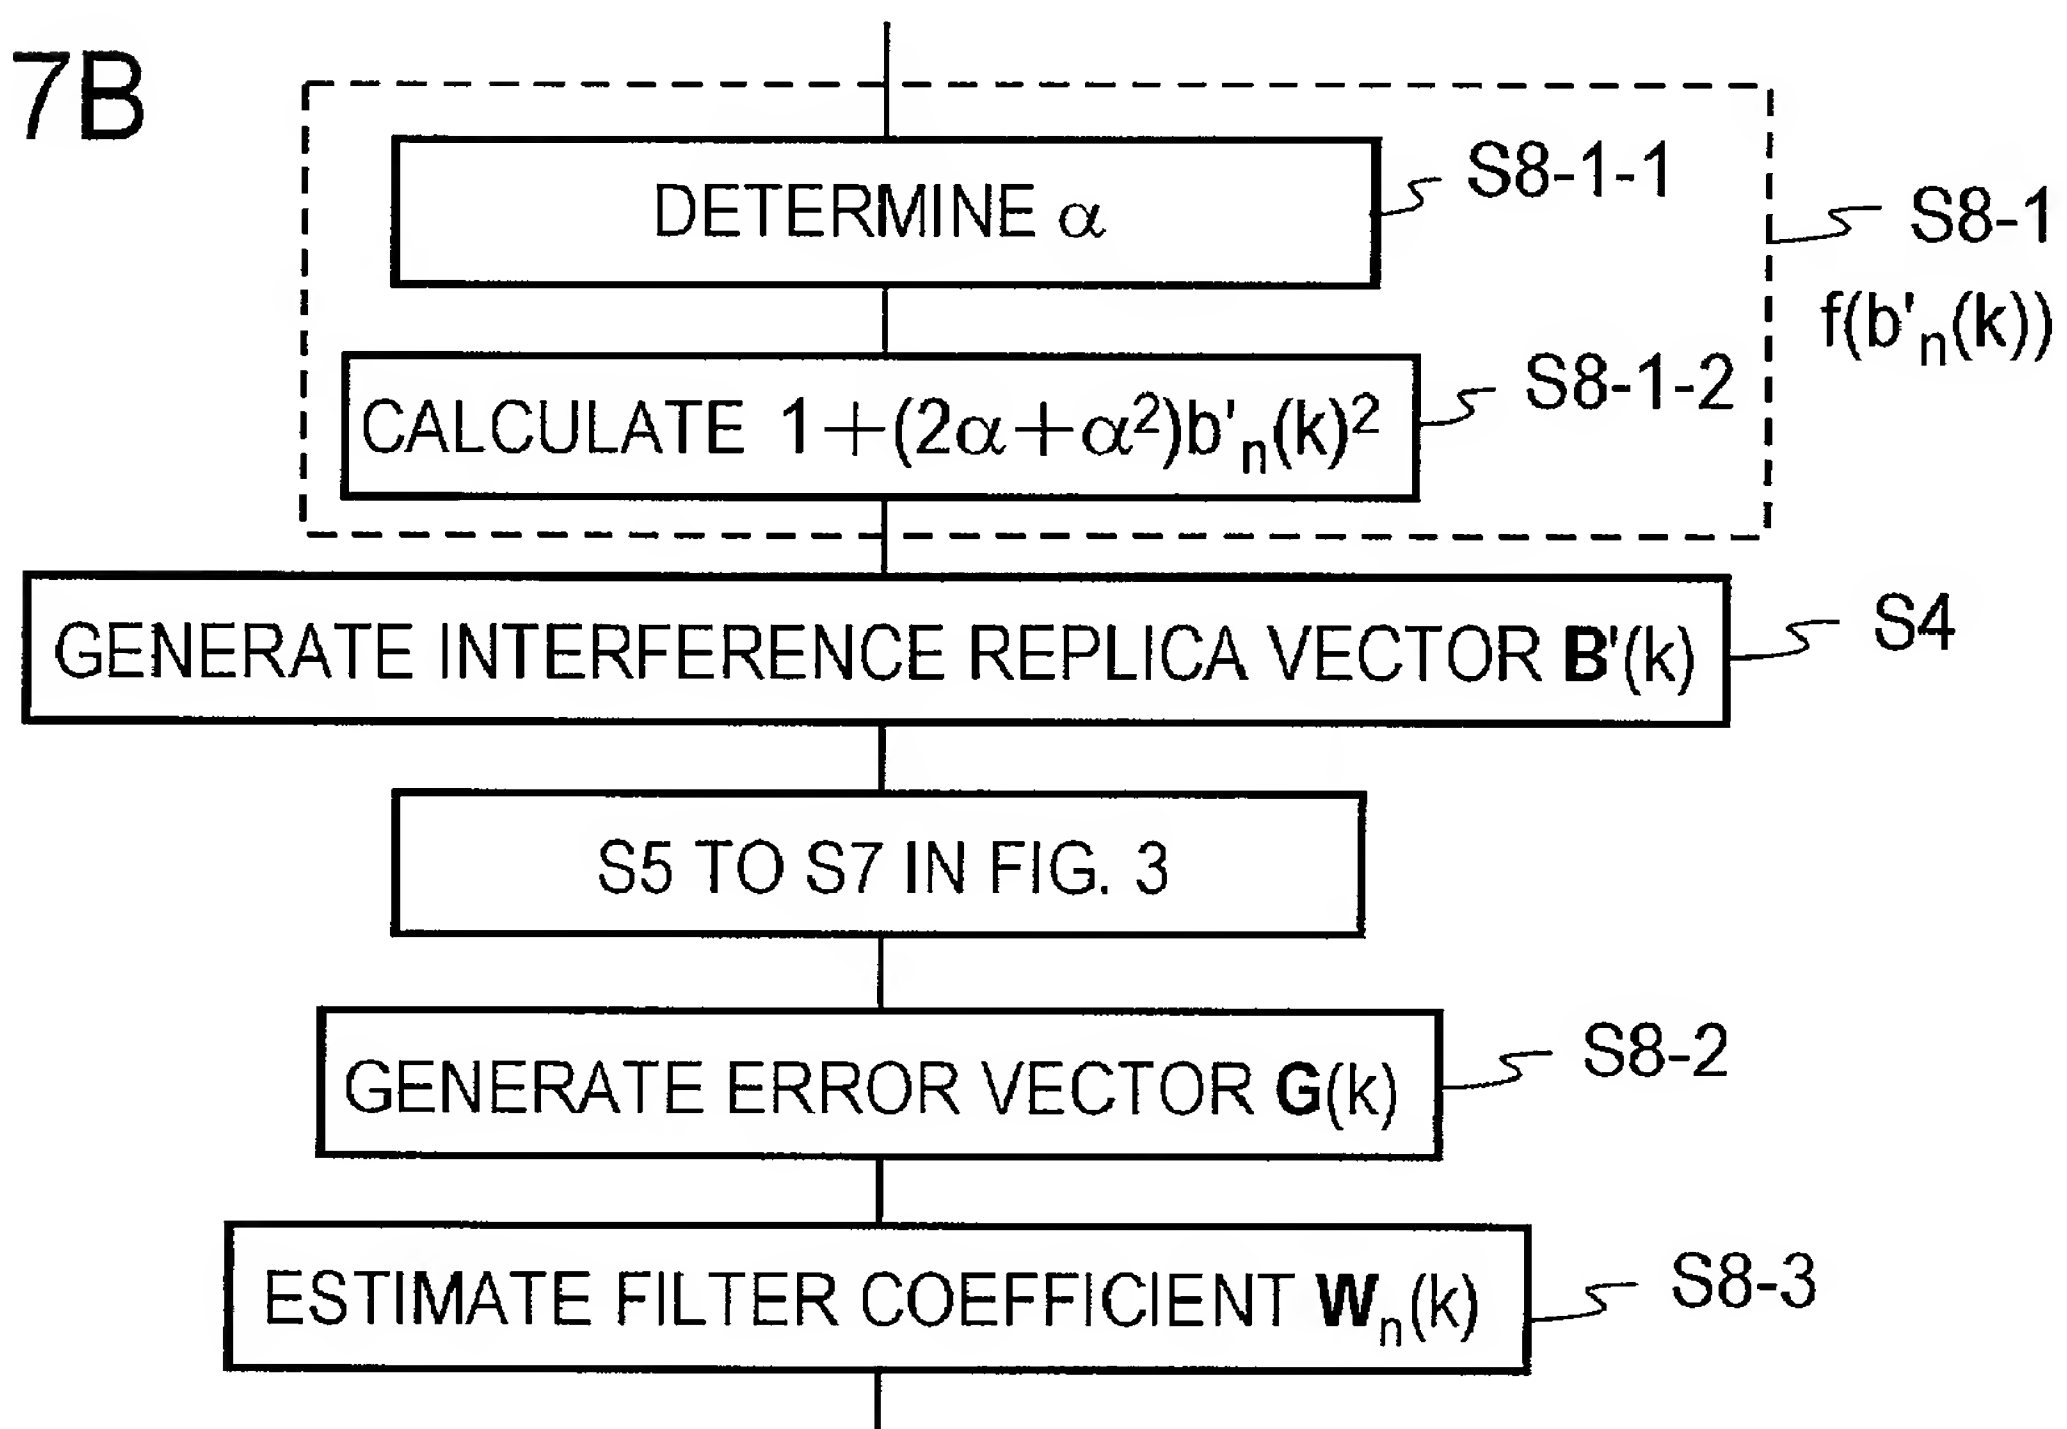 7B
DETERMINE α
S8-1-1
S8-1
f(b'ₙ(k))
CALCULATE 1+(2α+α²)b'ₙ(k)²
S8-1-2
GENERATE INTERFERENCE REPLICA VECTOR B'(k)
S4
S5 TO S7 IN FIG. 3
GENERATE ERROR VECTOR G(k)
S8-2
ESTIMATE FILTER COEFFICIENT Wₙ(k)
S8-3